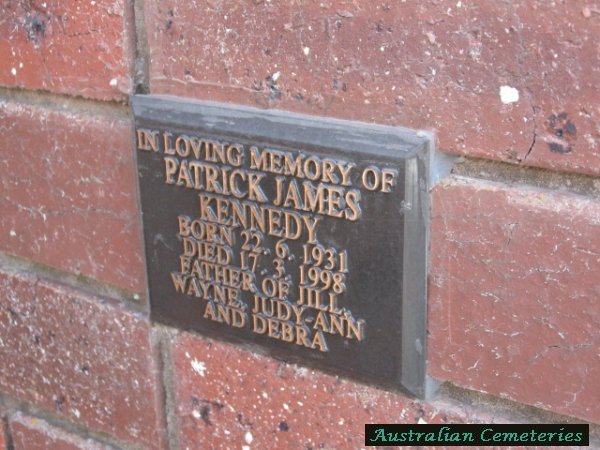 IN LOVING MEMORY OF
PATRICK JAMES
KENNEDY
BORN 22. 6. 1931
DIED 17. 3. 1998
FATHER OF JILL,
WAYNE, JUDY-ANN
AND DEBRA
Australian Cemeteries